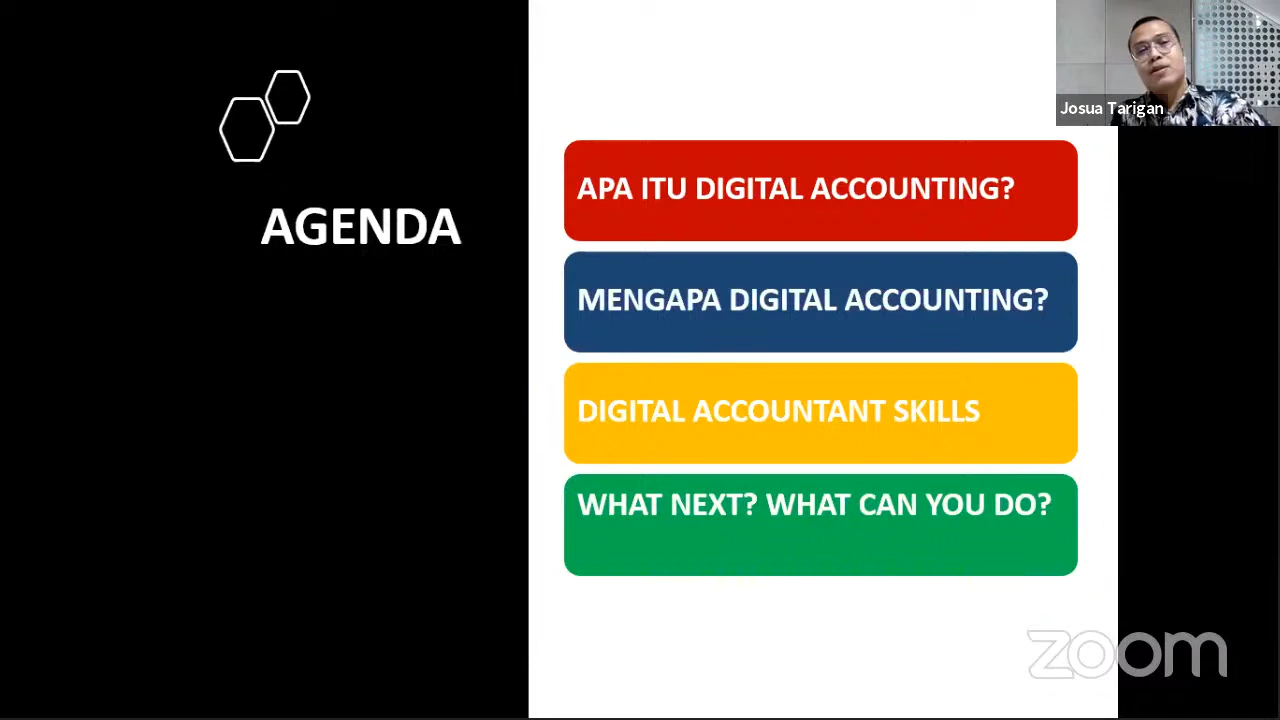 Josua Tarigan
AGENDA
APA ITU DIGITAL ACCOUNTING?
MENGAPA DIGITAL ACCOUNTING?
DIGITAL ACCOUNTANT SKILLS
WHAT NEXT? WHAT CAN YOU DO?
zoom